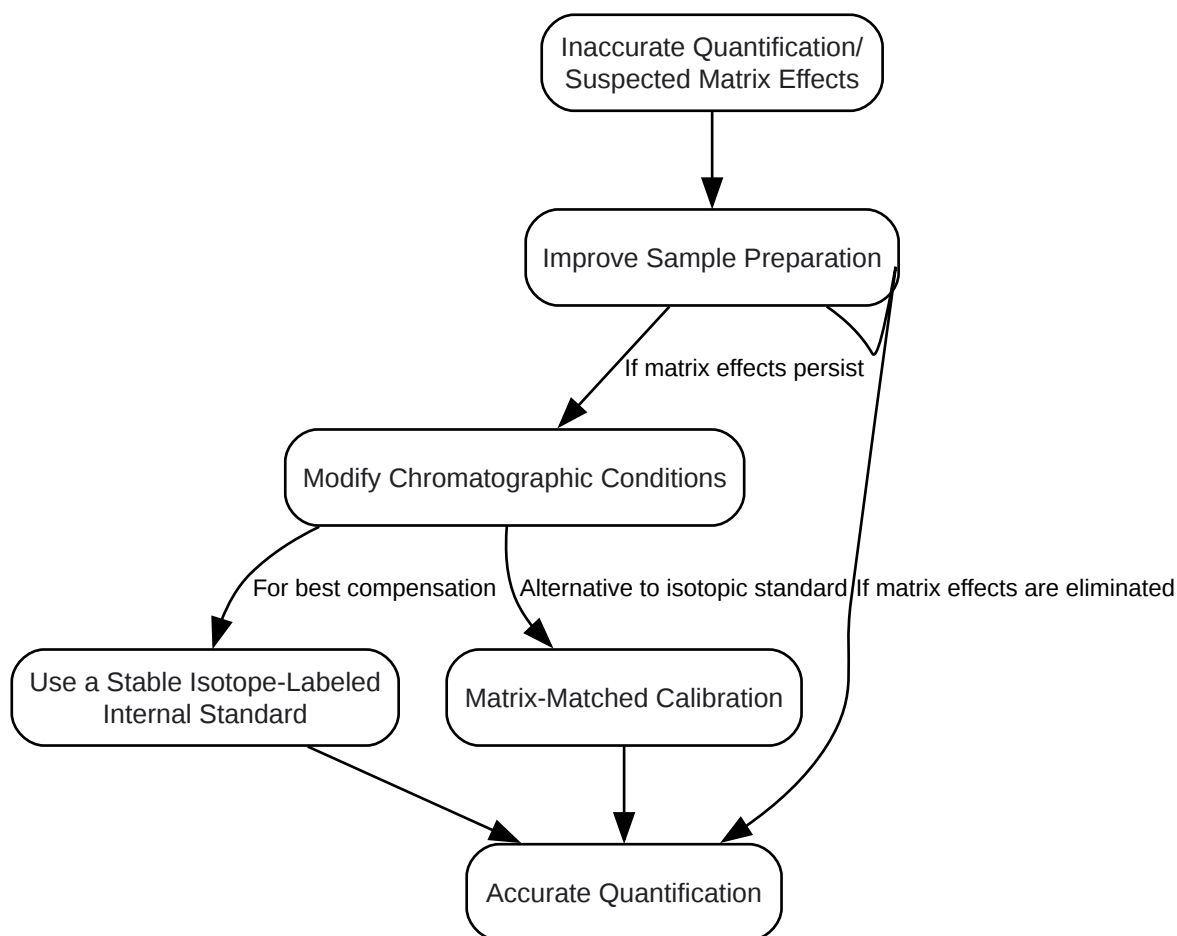 Inaccurate Quantification/
Suspected Matrix Effects
Improve Sample Preparation
If matrix effects persist
Modify Chromatographic Conditions
For best compensation
Alternative to isotopic standard
If matrix effects are eliminated
Use a Stable Isotope-Labeled
Internal Standard
Matrix-Matched Calibration
Accurate Quantification